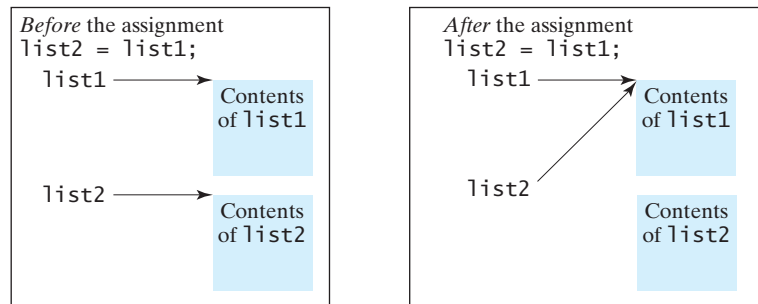 Before the assignment
list2 = list1;
list1
Contents
of list1
list2
Contents
of list2
After the assignment
list2 = list1;
list1
Contents
of list1
list2
Contents
of list2